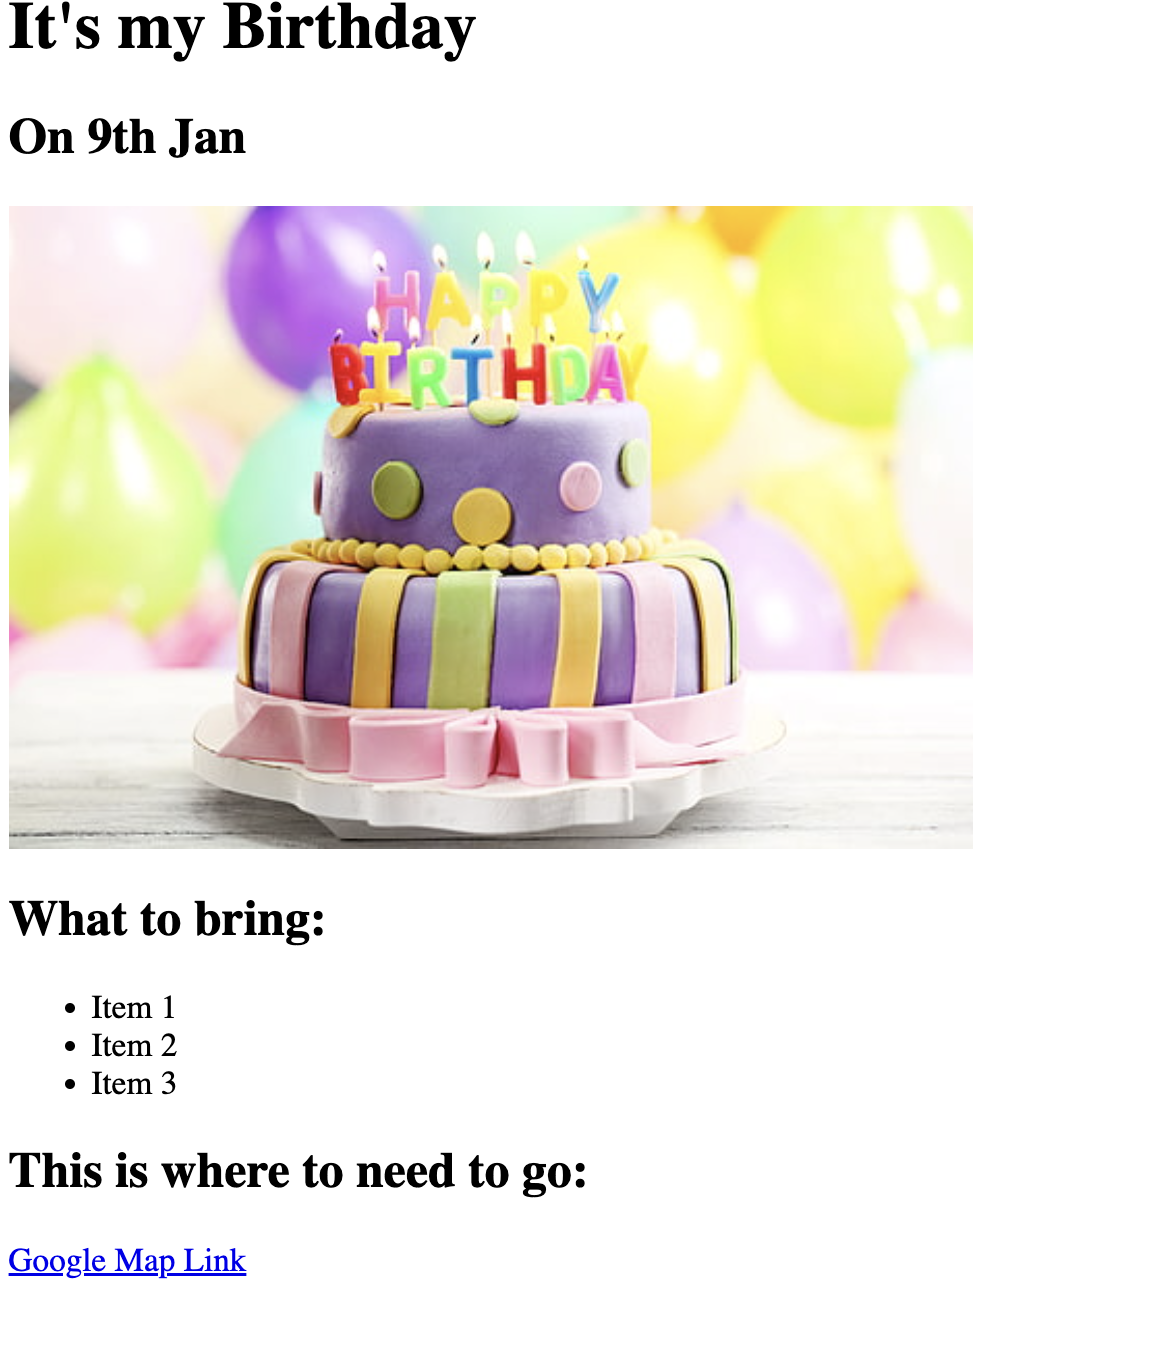 It's my Birthday
On 9th Jan
HAPPY
BIRTHDAY
What to bring:
Item 1
Item 2
Item 3
This is where to need to go:
Google Map Link